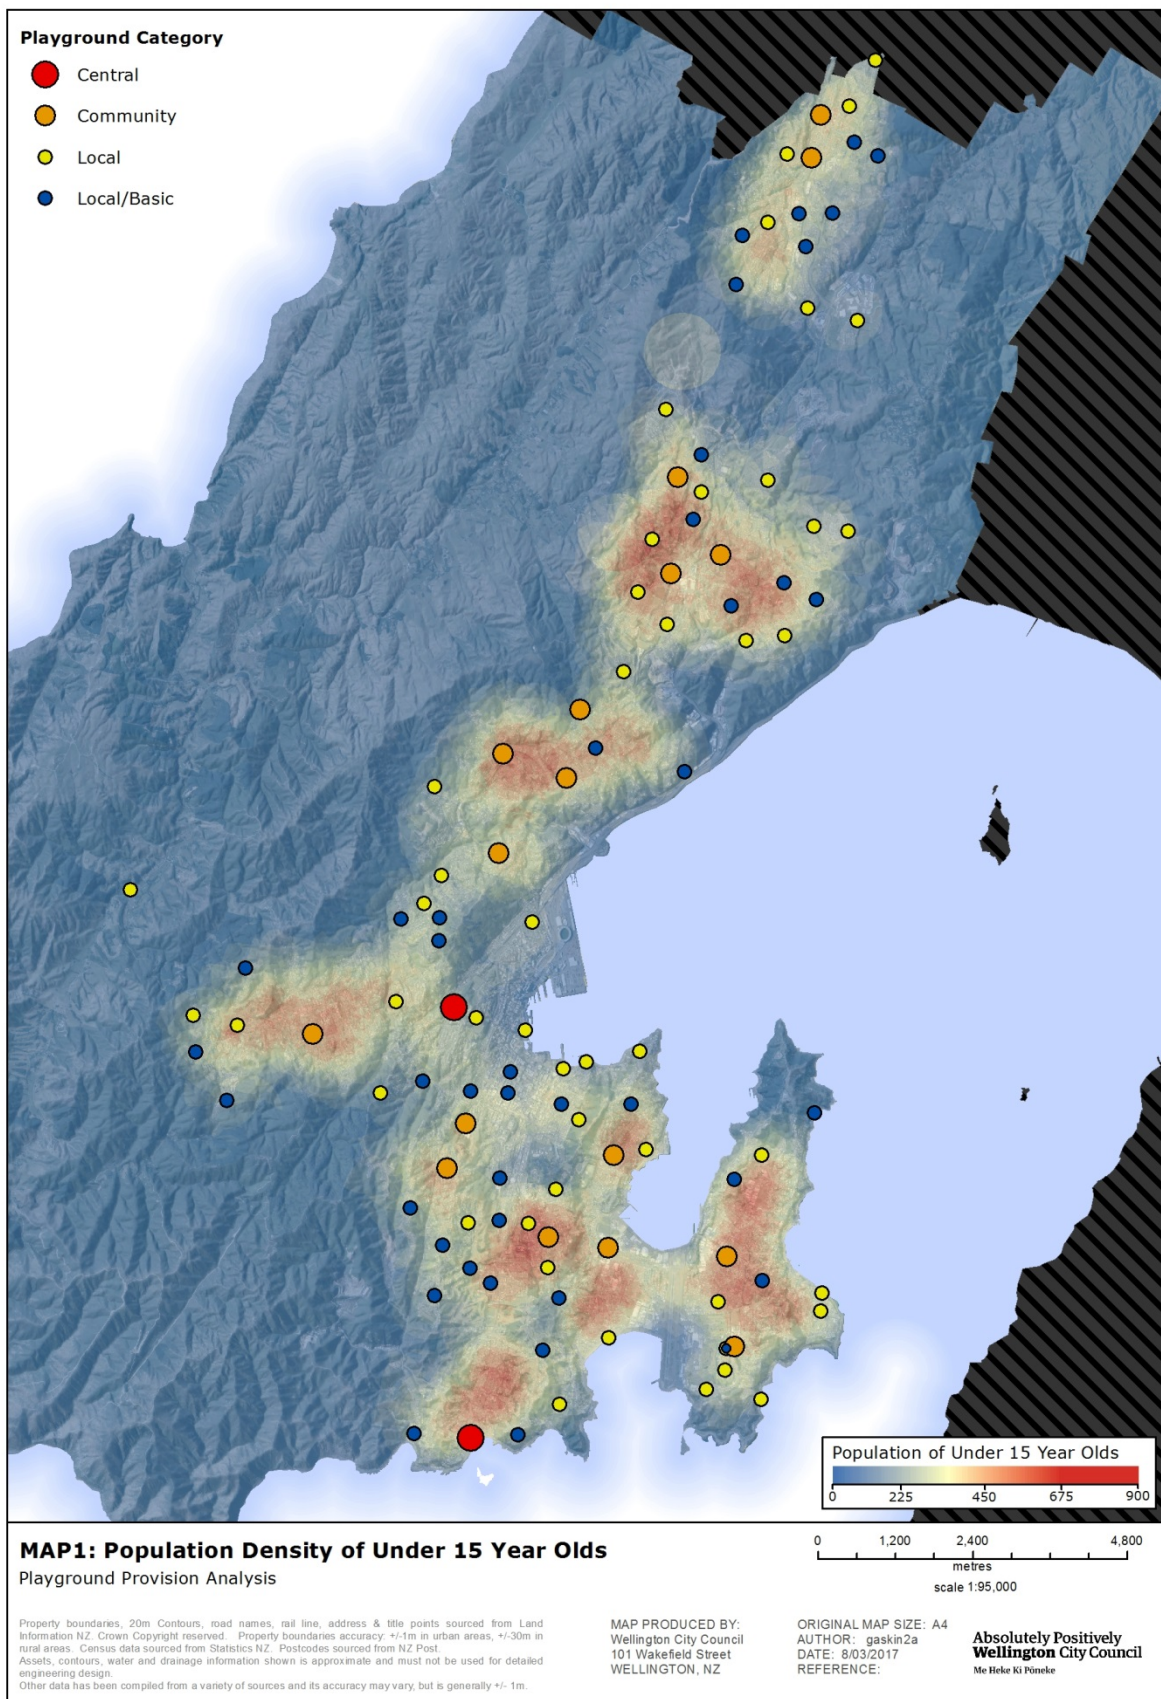 Playground Category
Central
Community
Local
Local/Basic
Population of Under 15 Year Olds
0 225 450 675 900
MAP1: Population Density of Under 15 Year Olds
Playground Provision Analysis
0 1,200 2,400 4,800
metres
scale 1:95,000
Property boundaries, 20m Contours, road names, rail line, address & title points sourced from Land
Information NZ. Crown Copyright reserved. Property boundaries accuracy: +/-1m in urban areas, +/-30m in
rural areas. Census data sourced from Statistics NZ. Postcodes sourced from NZ Post.
Assets, contours, water and drainage information shown is approximate and must not be used for detailed
engineering design.
Other data has been compiled from a variety of sources and its accuracy may vary, but is generally +/- 1m.
MAP PRODUCED BY:
Wellington City Council
101 Wakefield Street
WELLINGTON, NZ
ORIGINAL MAP SIZE: A4
AUTHOR: gaskin2a
DATE: 8/03/2017
REFERENCE:
Absolutely Positively
Wellington City Council
Me Heke Ki Pōneke